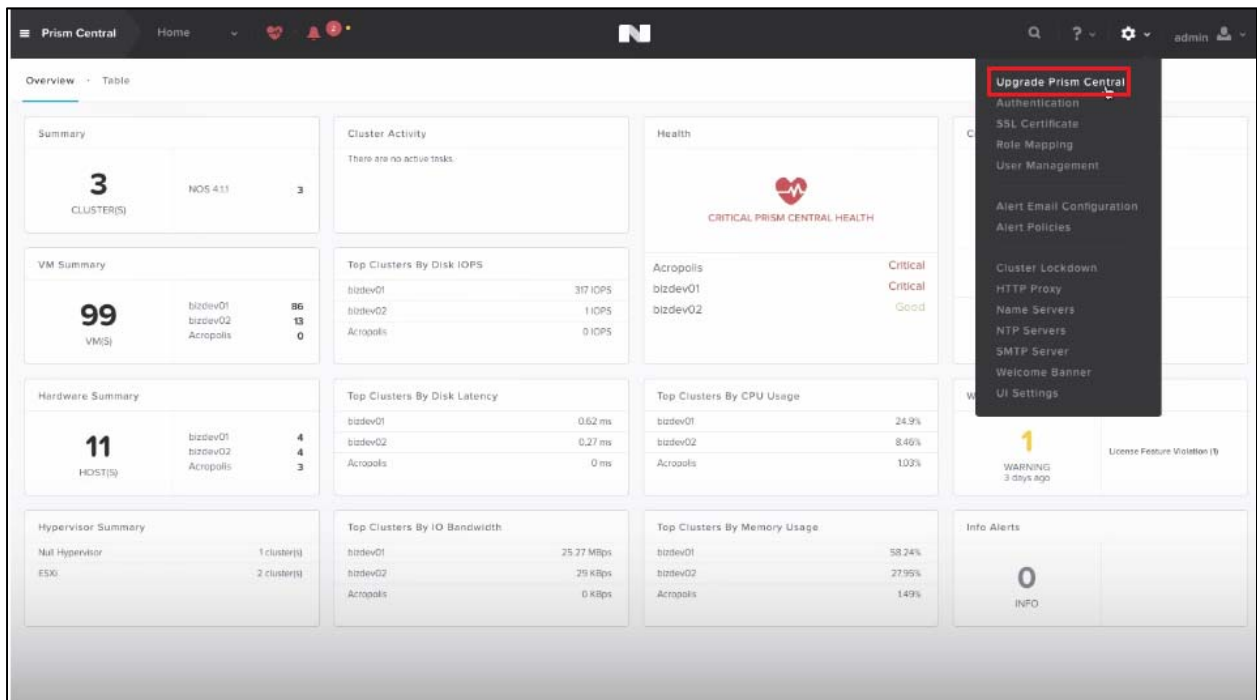 Prism Central Home 2 ? admin
Overview · Table
Upgrade Prism Central
Authentication
SSL Certificate
Role Mapping
User Management
Alert Email Configuration
Alert Policies
Cluster Lockdown
HTTP Proxy
Name Servers
NTP Servers
SMTP Server
Welcome Banner
UI Settings
Summary
3
CLUSTER(S)
NOS 4.1.1 3
Cluster Activity
There are no active tasks.
Health
CRITICAL PRISM CENTRAL HEALTH
Acropolis Critical
bizdev01 Critical
bizdev02 Good
C
VM Summary
99
VM(S)
bizdev01 86
bizdev02 13
Acropolis 0
Top Clusters By Disk IOPS
bizdev01 317 IOPS
bizdev02 1 IOPS
Acropolis 0 IOPS
Hardware Summary
11
HOST(S)
bizdev01 4
bizdev02 4
Acropolis 3
Top Clusters By Disk Latency
bizdev01 0.62 ms
bizdev02 0.27 ms
Acropolis 0 ms
Top Clusters By CPU Usage
bizdev01 24.9%
bizdev02 8.46%
Acropolis 1.03%
W
1
WARNING
3 days ago
License Feature Violation (1)
Hypervisor Summary
Null Hypervisor 1 cluster(s)
ESXi 2 cluster(s)
Top Clusters By IO Bandwidth
bizdev01 25.27 MBps
bizdev02 29 KBps
Acropolis 0 KBps
Top Clusters By Memory Usage
bizdev01 58.24%
bizdev02 27.95%
Acropolis 1.49%
Info Alerts
0
INFO